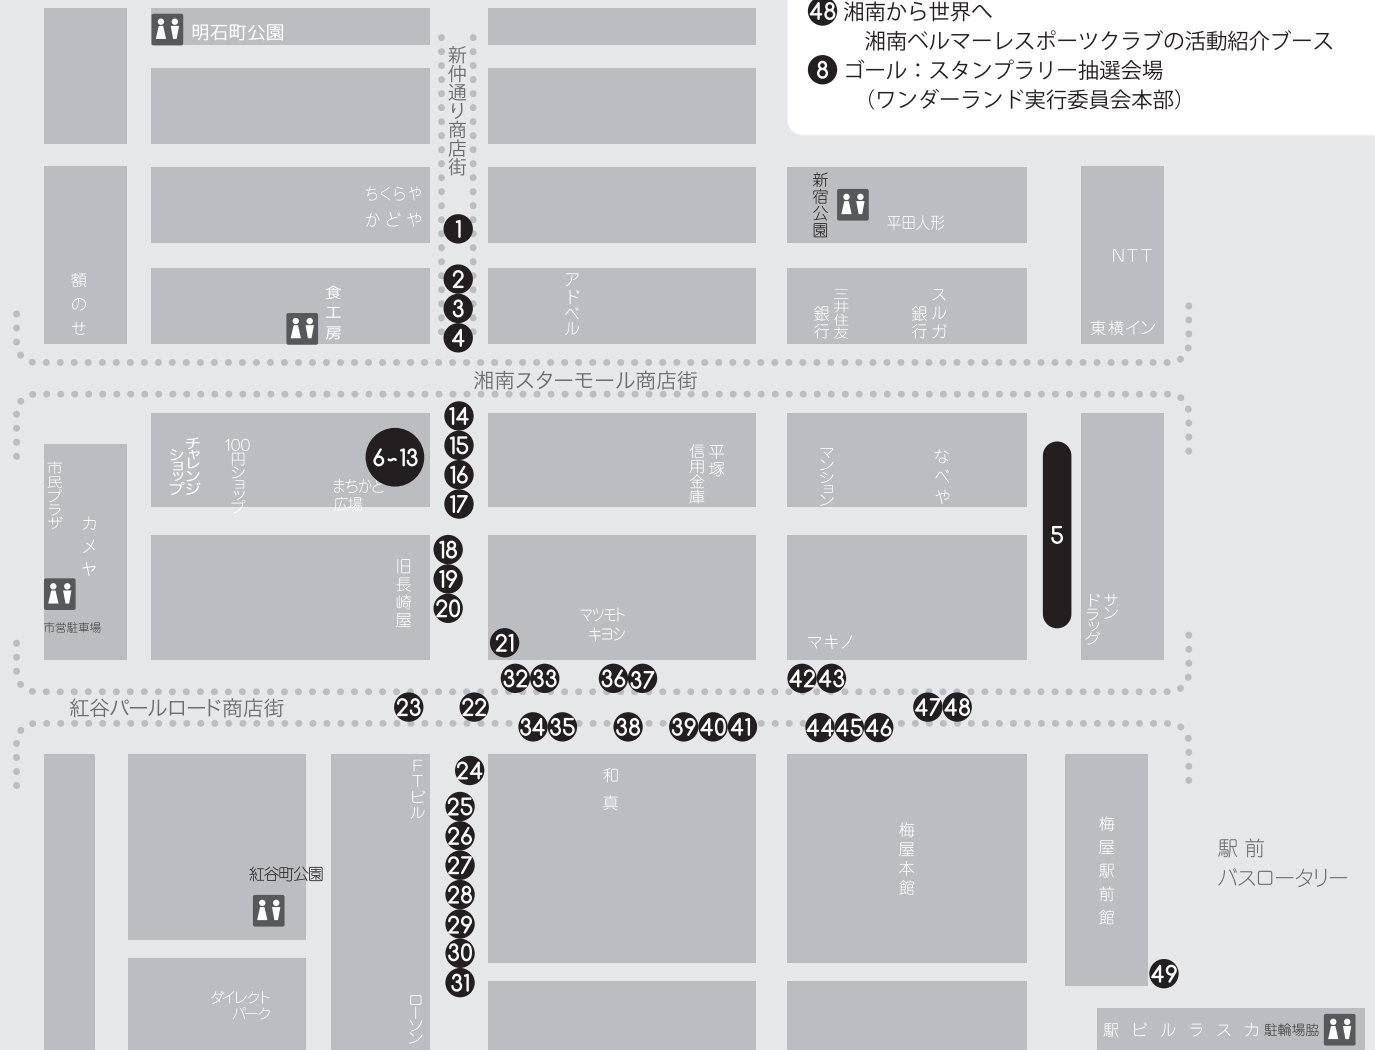 48 湘南から世界へ
湘南ベルマーレスポーツクラブの活動紹介ブース
8 ゴール：スタンプラリー抽選会場
（ワンダーランド実行委員会本部）
明石町公園
新仲通り商店街
ちくらや
かどや
1
新宿公園
平田人形
NTT
額のせ
食工房
2
3
4
アドベル
三井住友
銀行
スルガ
銀行
東横イン
湘南スターモール商店街
チャレンジ
ショップ
100円ショップ
6~13
まちかど
広場
14
15
16
17
平塚
信用金庫
マンション
なべや
5
市民プラザ
カメヤ
市営駐車場
旧長崎屋
18
19
20
21
マツモト
キヨシ
マキノ
サン
ドラッグ
32 33 36 37 42 43
紅谷パールロード商店街
23 22 47 48
34 35 38 39 40 41 44 45 46
FTビル
24
25
26
27
28
29
30
31
和真
梅屋本館
梅屋駅前館
駅前
バスロータリー
紅谷町公園
ダイレクト
パーク
ローソン
49
駅ビルラスカ 駐輪場脇